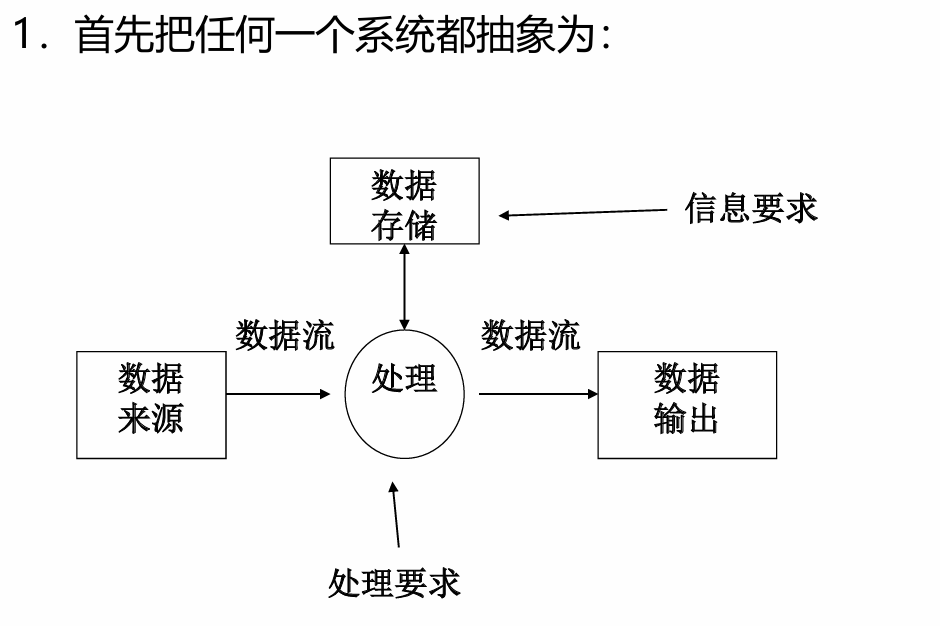 1. 首先把任何一个系统都抽象为：
数据
存储
信息要求
数据流
数据流
数据
来源
处理
数据
输出
处理要求